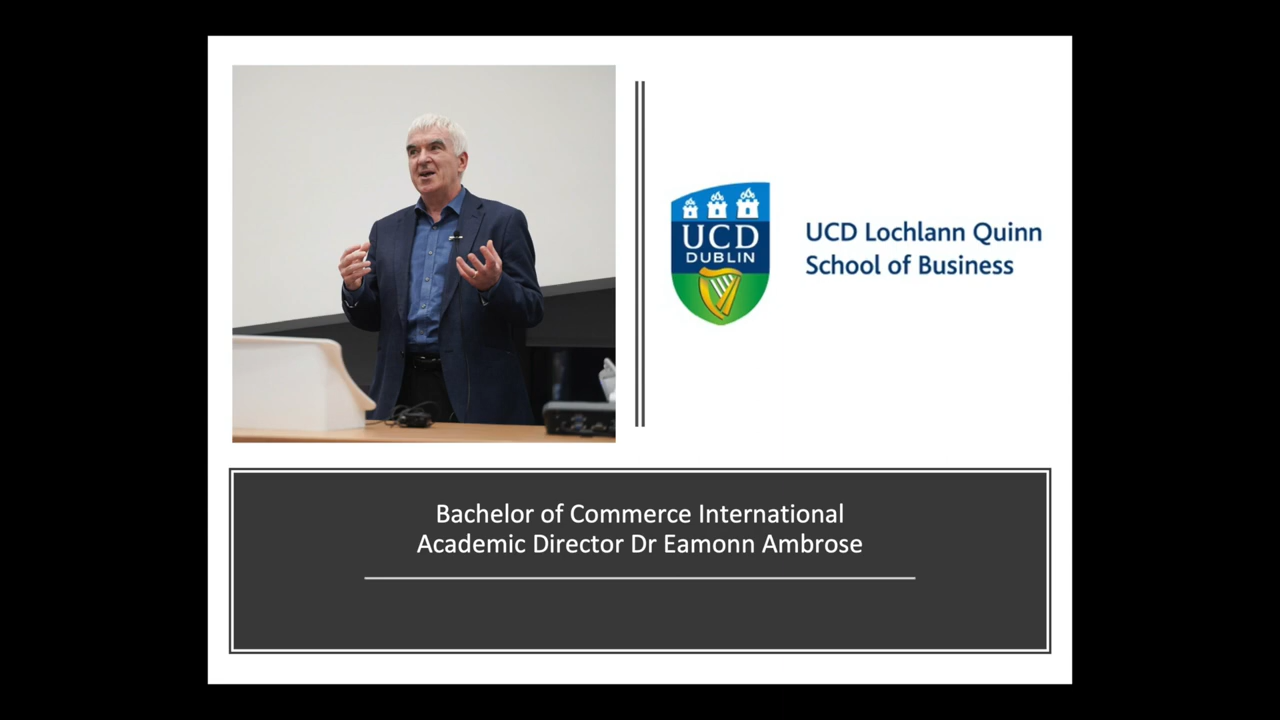 UCD
DUBLIN
UCD Lochlann Quinn
School of Business
Bachelor of Commerce International
Academic Director Dr Eamonn Ambrose